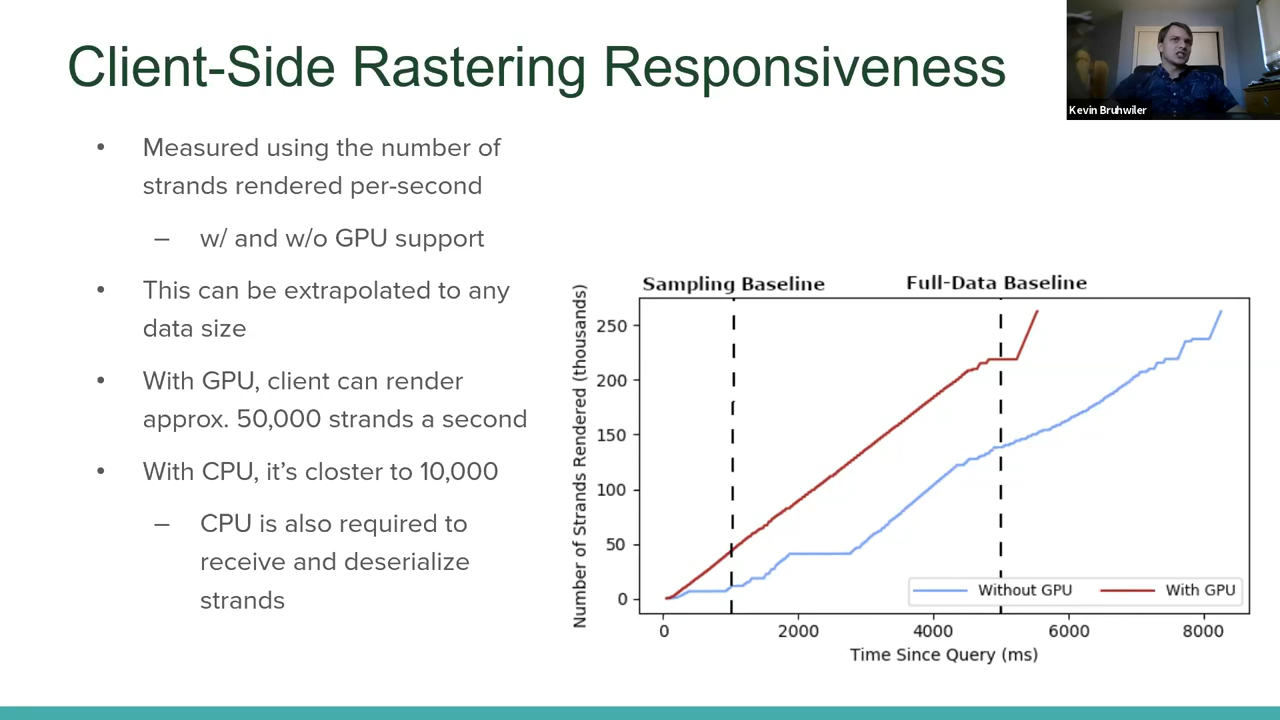 Client-Side Rastering Responsiveness
Kevin Bruhwiler
• Measured using the number of
strands rendered per-second
– w/ and w/o GPU support
• This can be extrapolated to any
data size
• With GPU, client can render
approx. 50,000 strands a second
• With CPU, it’s closter to 10,000
– CPU is also required to
receive and deserialize
strands
Sampling Baseline
Full-Data Baseline
Number of Strands Rendered (thousands)
250
200
150
100
50
0
Without GPU
With GPU
0 2000 4000 6000 8000
Time Since Query (ms)